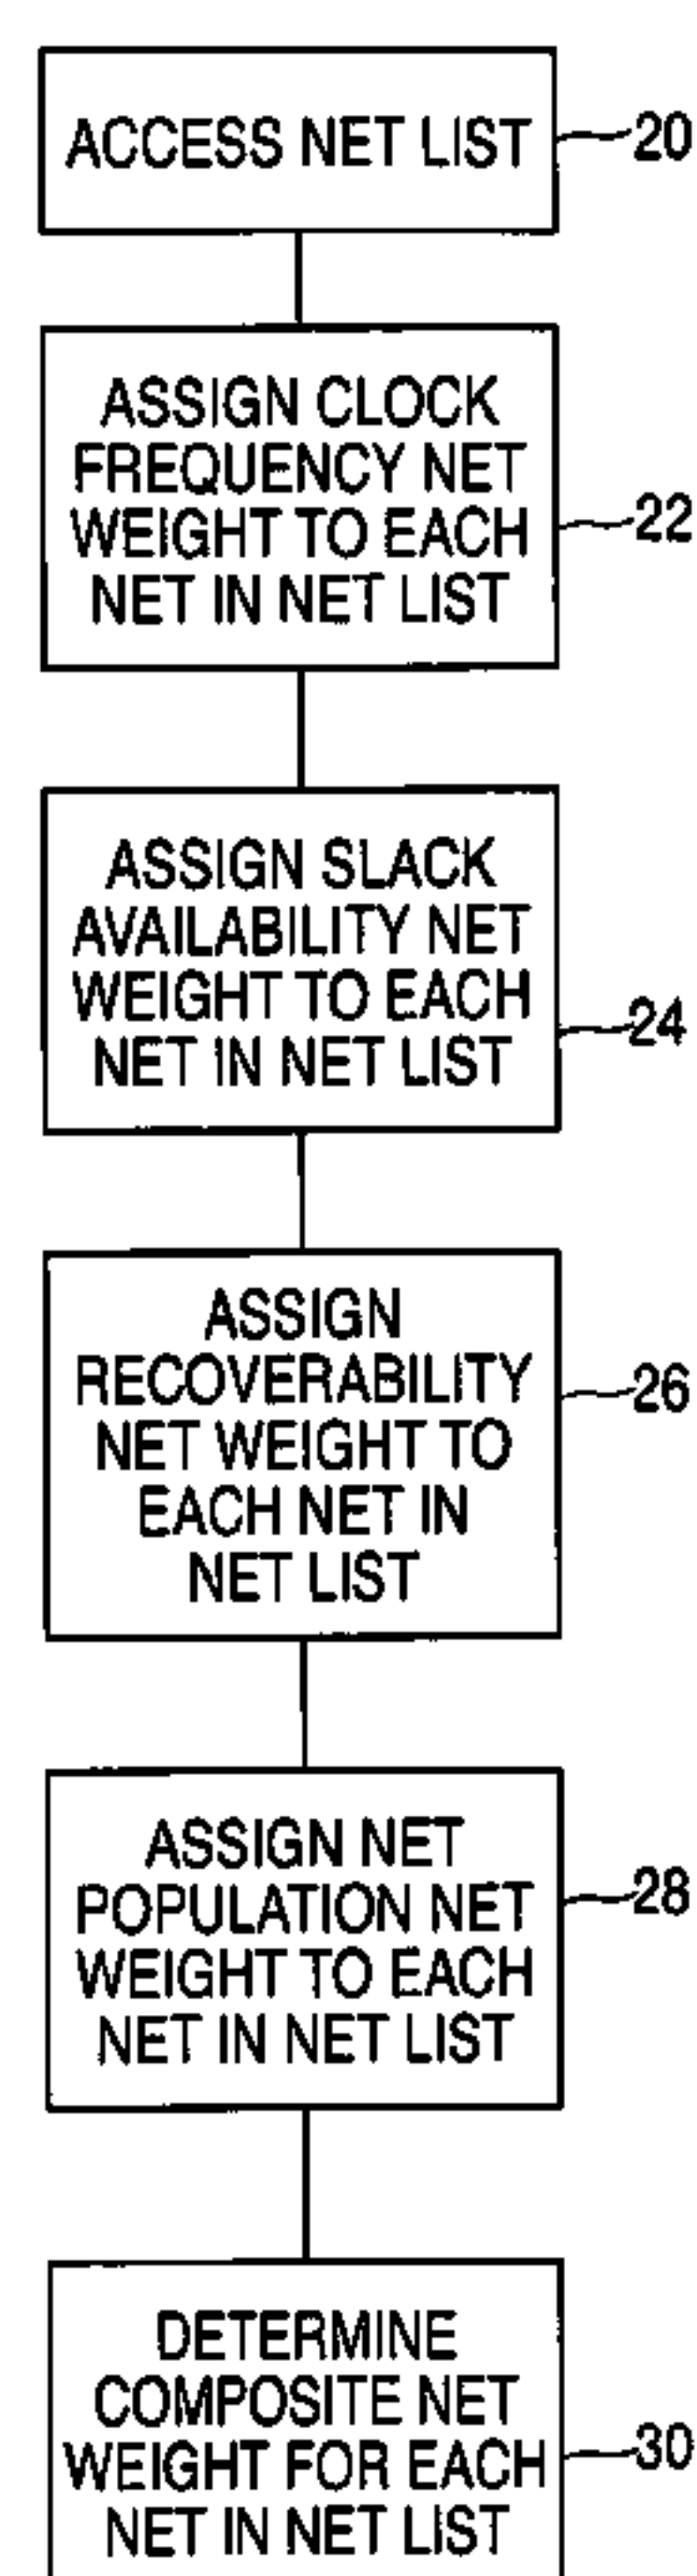 ACCESS NET LIST
20
ASSIGN CLOCK
FREQUENCY NET
WEIGHT TO EACH
NET IN NET LIST
22
ASSIGN SLACK
AVAILABILITY NET
WEIGHT TO EACH
NET IN NET LIST
24
ASSIGN
RECOVERABILITY
NET WEIGHT TO
EACH NET IN
NET LIST
26
ASSIGN NET
POPULATION NET
WEIGHT TO EACH
NET IN NET LIST
28
DETERMINE
COMPOSITE NET
WEIGHT FOR EACH
NET IN NET LIST
30